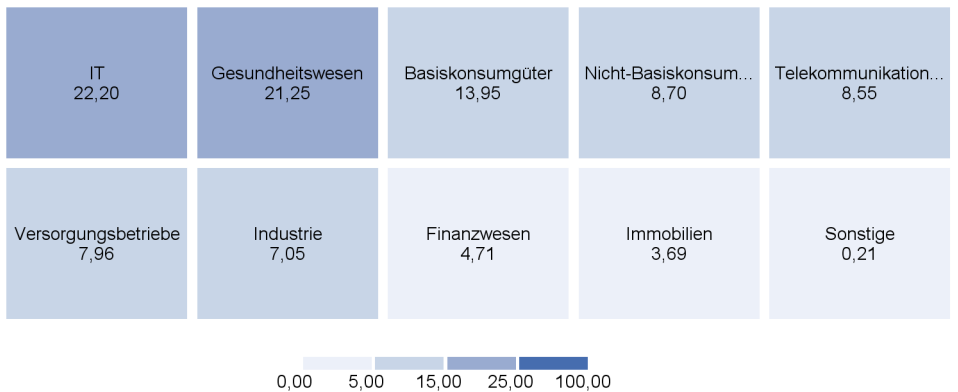 IT
22,20
Gesundheitswesen
21,25
Basiskonsumgüter
13,95
Nicht-Basiskonsum...
8,70
Telekommunikation...
8,55
Versorgungsbetriebe
7,96
Industrie
7,05
Finanzwesen
4,71
Immobilien
3,69
Sonstige
0,21
0,00 5,00 15,00 25,00 100,00